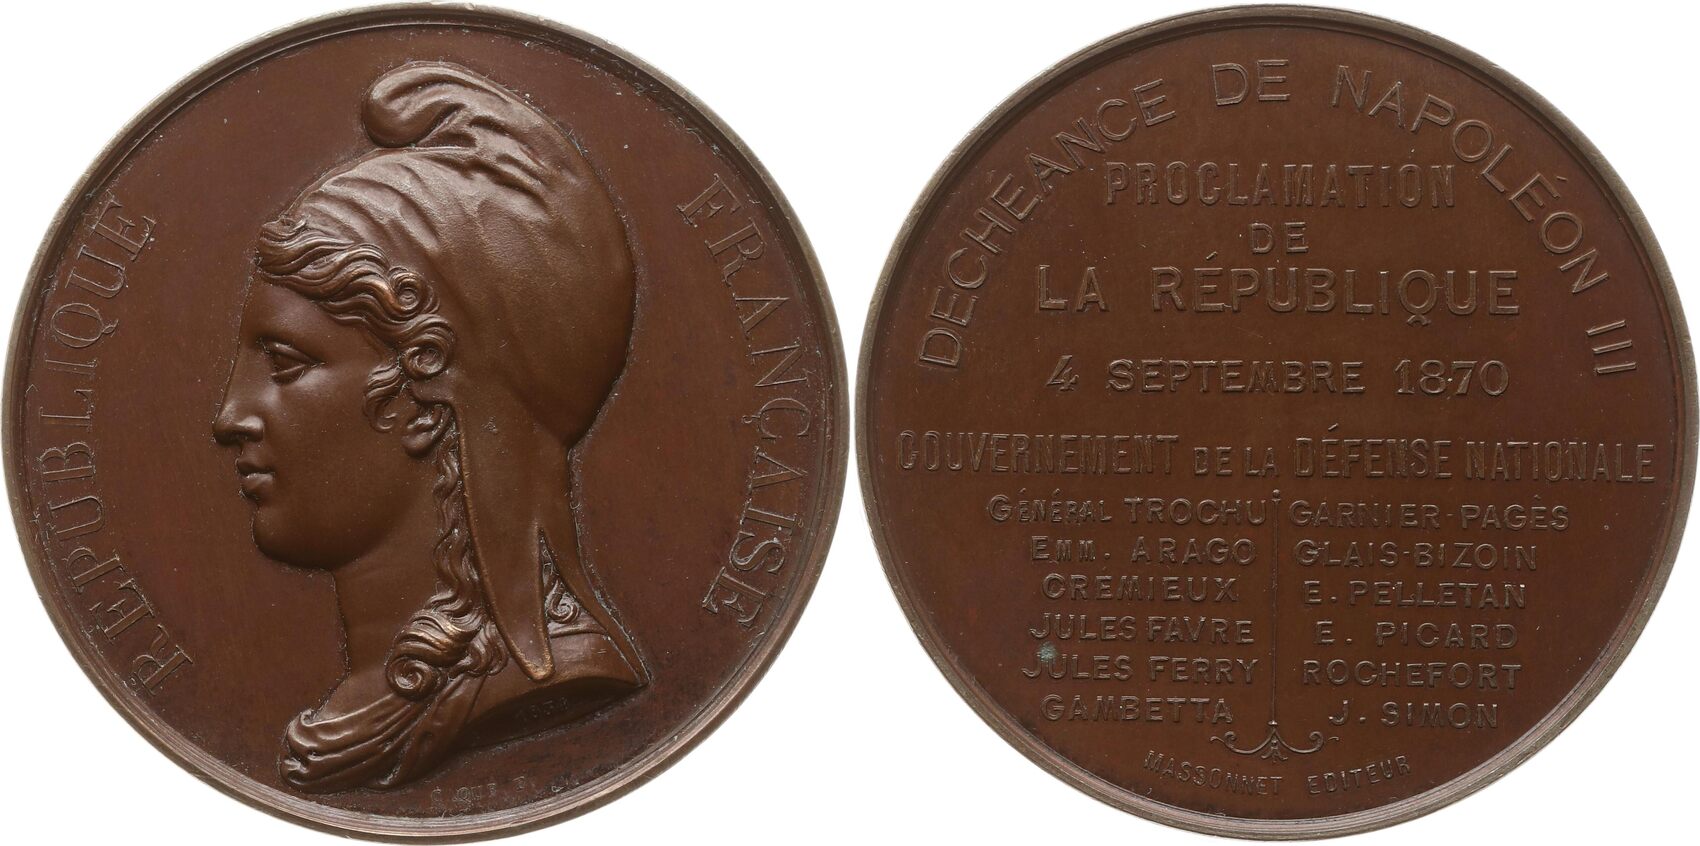 RÉPUBLIQUE FRANÇAISE
DECHEANCE DE NAPOLÉON III
PROCLAMATION
DE
LA RÉPUBLIQUE
4 SEPTEMBRE 1870
GOUVERNEMENT DE LA DÉFENSE NATIONALE
GÉNÉRAL TROCHU GARNIER-PAGÈS
EMM. ARAGO GLAIS-BIZOIN
CRÉMIEUX E. PELLETAN
JULES FAVRE E. PICARD
JULES FERRY ROCHEFORT
GAMBETTA J. SIMON
MASSONNET EDITEUR